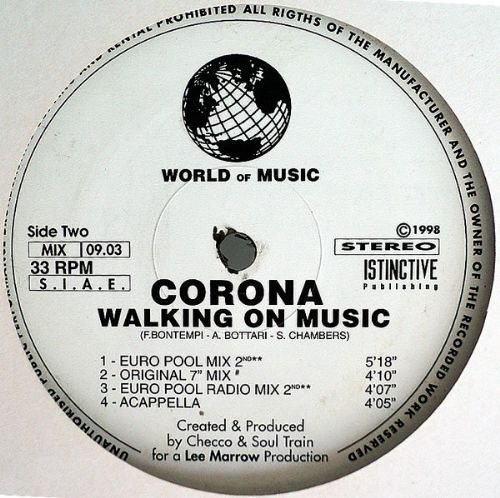 AND RENTAL PROHIBITED ALL RIGTHS OF THE MANUFACTURER AND THE OWNER OF THE RECORDED WORK RESERVED
WORLD OF MUSIC
Side Two
MIX 09.03
33 RPM
S.I.A.E.
©1998
STEREO
ISTINCTIVE
Publishing
CORONA
WALKING ON MUSIC
(F.BONTEMPI - A. BOTTARI - S. CHAMBERS)
1 - EURO POOL MIX 2ND** 5'18"
2 - ORIGINAL 7" MIX # 4'10"
3 - EURO POOL RADIO MIX 2ND** 4'07"
4 - ACAPPELLA 4'05"
Created & Produced
by Checco & Soul Train
for a Lee Marrow Production
UNAUTHORISED